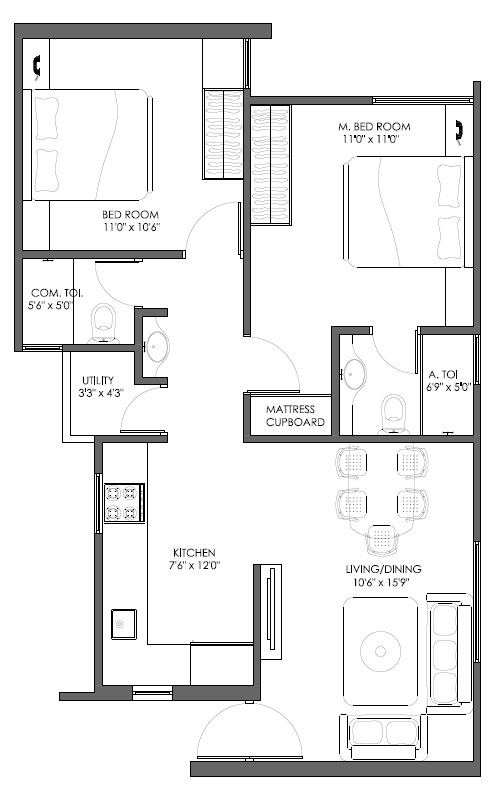 M. BED ROOM
11'0" x 11'0"
BED ROOM
11'0" x 10'6"
COM. TOI.
5'6" x 5'0"
UTILITY
3'3" x 4'3"
A. TOI
6'9" x 5'0"
MATTRESS
CUPBOARD
KITCHEN
7'6" x 12'0"
LIVING/DINING
10'6" x 15'9"